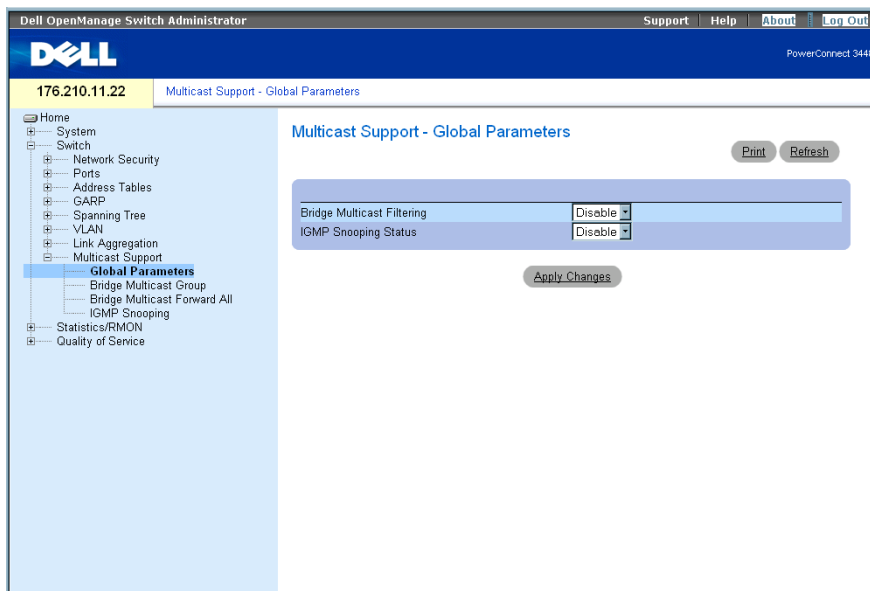 Dell OpenManage Switch Administrator Support Help About Log Out
DELL
PowerConnect 3448
176.210.11.22 Multicast Support - Global Parameters
Home
System
Switch
Network Security
Ports
Address Tables
GARP
Spanning Tree
VLAN
Link Aggregation
Multicast Support
Global Parameters
Bridge Multicast Group
Bridge Multicast Forward All
IGMP Snooping
Statistics/RMON
Quality of Service
Multicast Support - Global Parameters
Print Refresh
Bridge Multicast Filtering Disable
IGMP Snooping Status Disable
Apply Changes